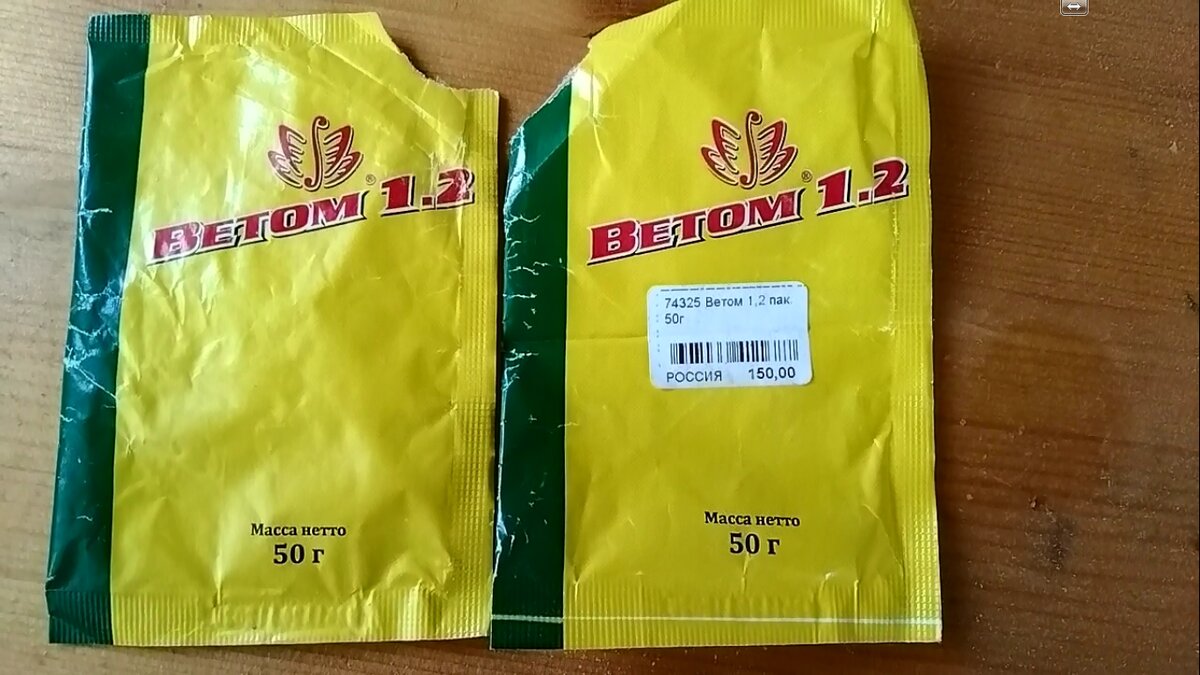 ВЕТОМ® 1.2
Масса нетто
50 г
ВЕТОМ® 1.2
74325 Ветом 1,2 пак.
50г
РОССИЯ 150,00
Масса нетто
50 г